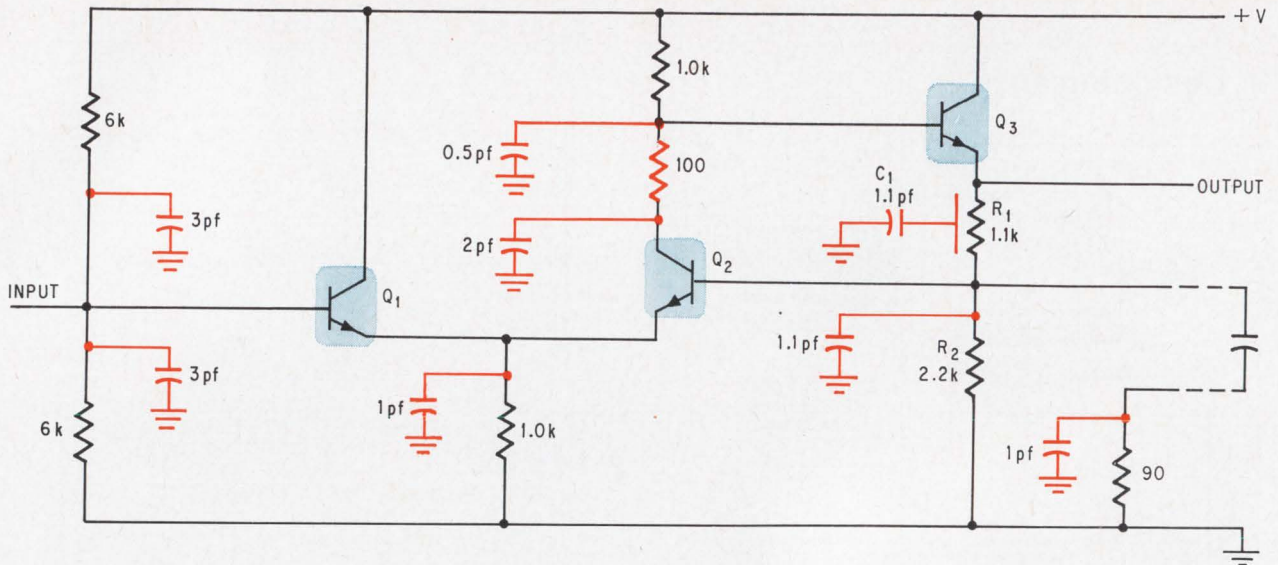 +V
1.0k
6k
Q3
0.5pf
100
C1
1.1pf
OUTPUT
R1
1.1k
3pf
2pf
Q2
INPUT
Q1
1.1pf
R2
2.2k
3pf
1pf
6k
1.0k
1pf
90